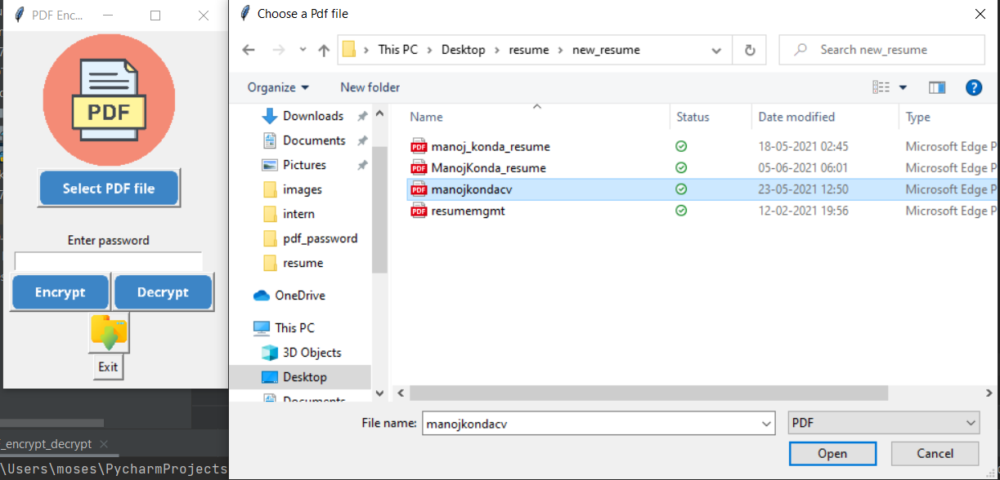 PDF Enc...
PDF
Select PDF file
Enter password
Encrypt
Decrypt
Exit
_encrypt_decrypt
\Users\moses\PycharmProjects
Choose a Pdf file
This PC > Desktop > resume > new_resume
Search new_resume
Organize
New folder
Downloads
Documents
Pictures
images
intern
pdf_password
resume
OneDrive
This PC
3D Objects
Desktop
Documents
Name Status Date modified Type
PDF manoj_konda_resume 18-05-2021 02:45 Microsoft Edge P
PDF ManojKonda_resume 05-06-2021 06:01 Microsoft Edge P
PDF manojkondacv 23-05-2021 12:50 Microsoft Edge P
PDF resumemgmt 12-02-2021 19:56 Microsoft Edge P
File name: manojkondacv PDF
Open Cancel